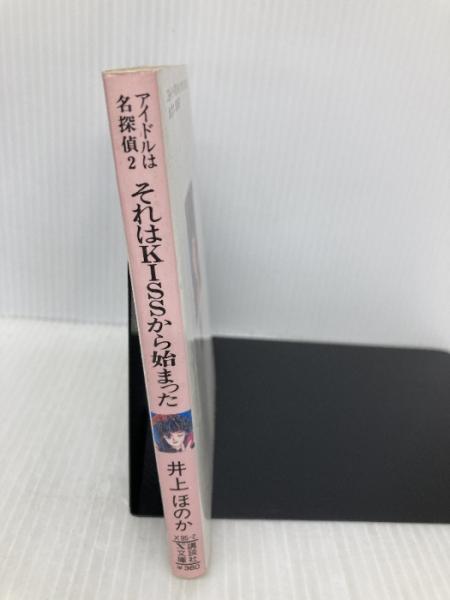 アイドルは
名探偵2
それはKISSから始まった
井上ほのか
X文庫
講談社
¥380